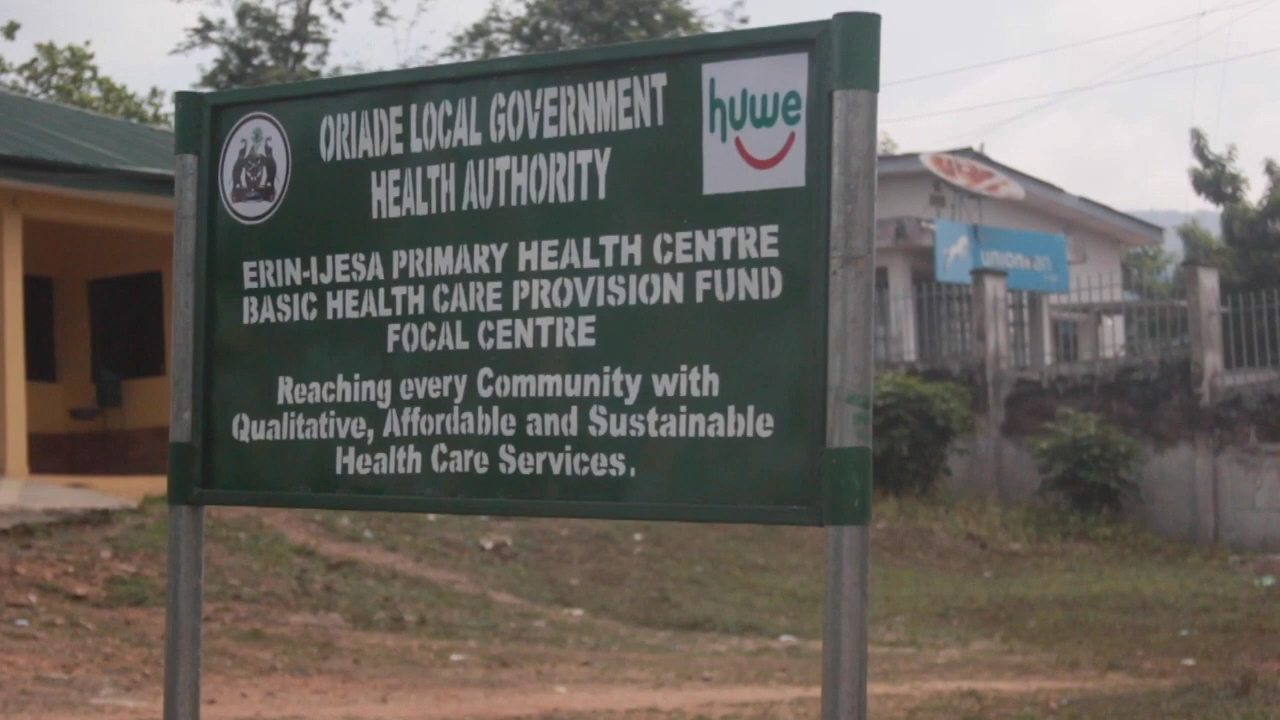 ORIADE LOCAL GOVERNMENT
HEALTH AUTHORITY
huwe
ERIN-IJESA PRIMARY HEALTH CENTRE
BASIC HEALTH CARE PROVISION FUND
FOCAL CENTRE
Reaching every Community with
Qualitative, Affordable and Sustainable
Health Care Services.